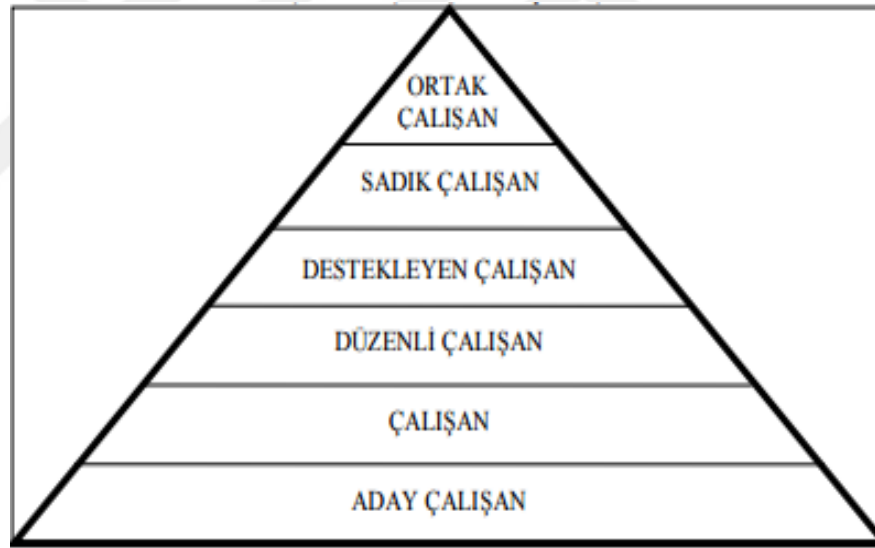 ORTAK
ÇALIŞAN
SADIK ÇALIŞAN
DESTEKLEYEN ÇALIŞAN
DÜZENLİ ÇALIŞAN
ÇALIŞAN
ADAY ÇALIŞAN